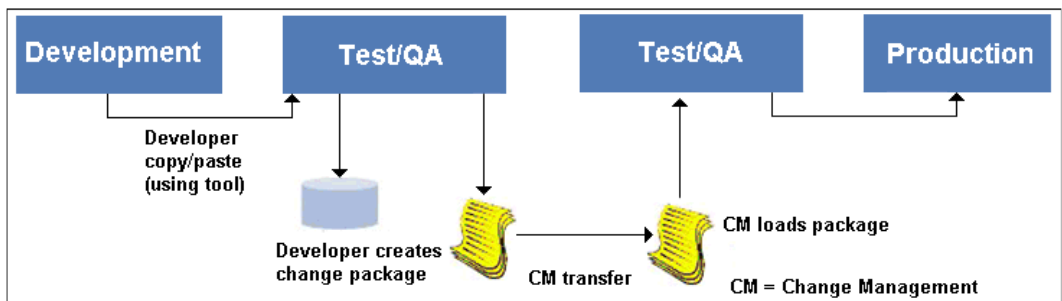 Development
Test/QA
Test/QA
Production
Developer
copy/paste
(using tool)
Developer creates
change package
CM transfer
CM loads package
CM = Change Management